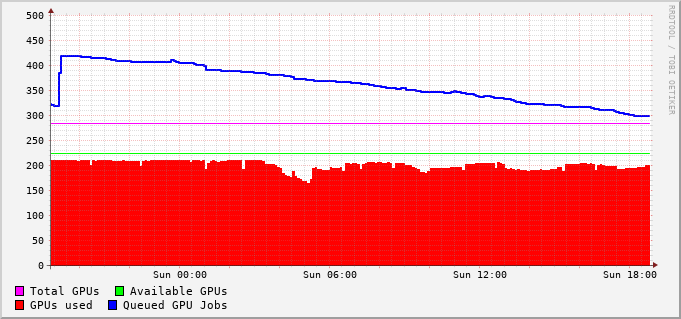 500
450
400
350
300
250
200
150
100
50
0
Sun 00:00 Sun 06:00 Sun 12:00 Sun 18:00
Total GPUs Available GPUs
GPUs used Queued GPU Jobs
RRDTOOL / TOBI OETIKER